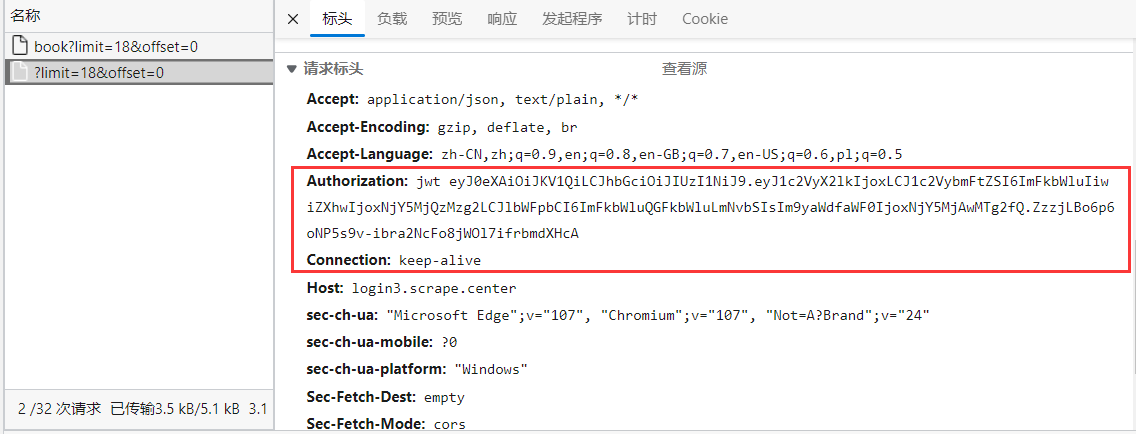 名称
book?limit=18&offset=0
?limit=18&offset=0
2 /32 次请求 已传输3.5 kB/5.1 kB 3.1
× 标头 负载 预览 响应 发起程序 计时 Cookie
▼ 请求标头 查看源
Accept: application/json, text/plain, */*
Accept-Encoding: gzip, deflate, br
Accept-Language: zh-CN,zh;q=0.9,en;q=0.8,en-GB;q=0.7,en-US;q=0.6,pl;q=0.5
Authorization: jwt eyJ0eXAiOiJKV1QiLCJhbGciOiJIUzI1NiJ9.eyJ1c2VyX2lkIjoxLCJ1c2VybmFtZSI6ImFkbWluIiw
iZXhwIjoxNjY5MjQzMzg2LCJlbWFpbCI6ImFkbWluQGFkbWluLmNvbSIsIm9yaWdfaWF0IjoxNjY5MjAwMTg2fQ.ZzzjLBo6p6
oNP5s9v-ibra2NcFo8jWOl7ifrbmdXHcA
Connection: keep-alive
Host: login3.scrape.center
sec-ch-ua: "Microsoft Edge";v="107", "Chromium";v="107", "Not=A?Brand";v="24"
sec-ch-ua-mobile: ?0
sec-ch-ua-platform: "Windows"
Sec-Fetch-Dest: empty
Sec-Fetch-Mode: cors